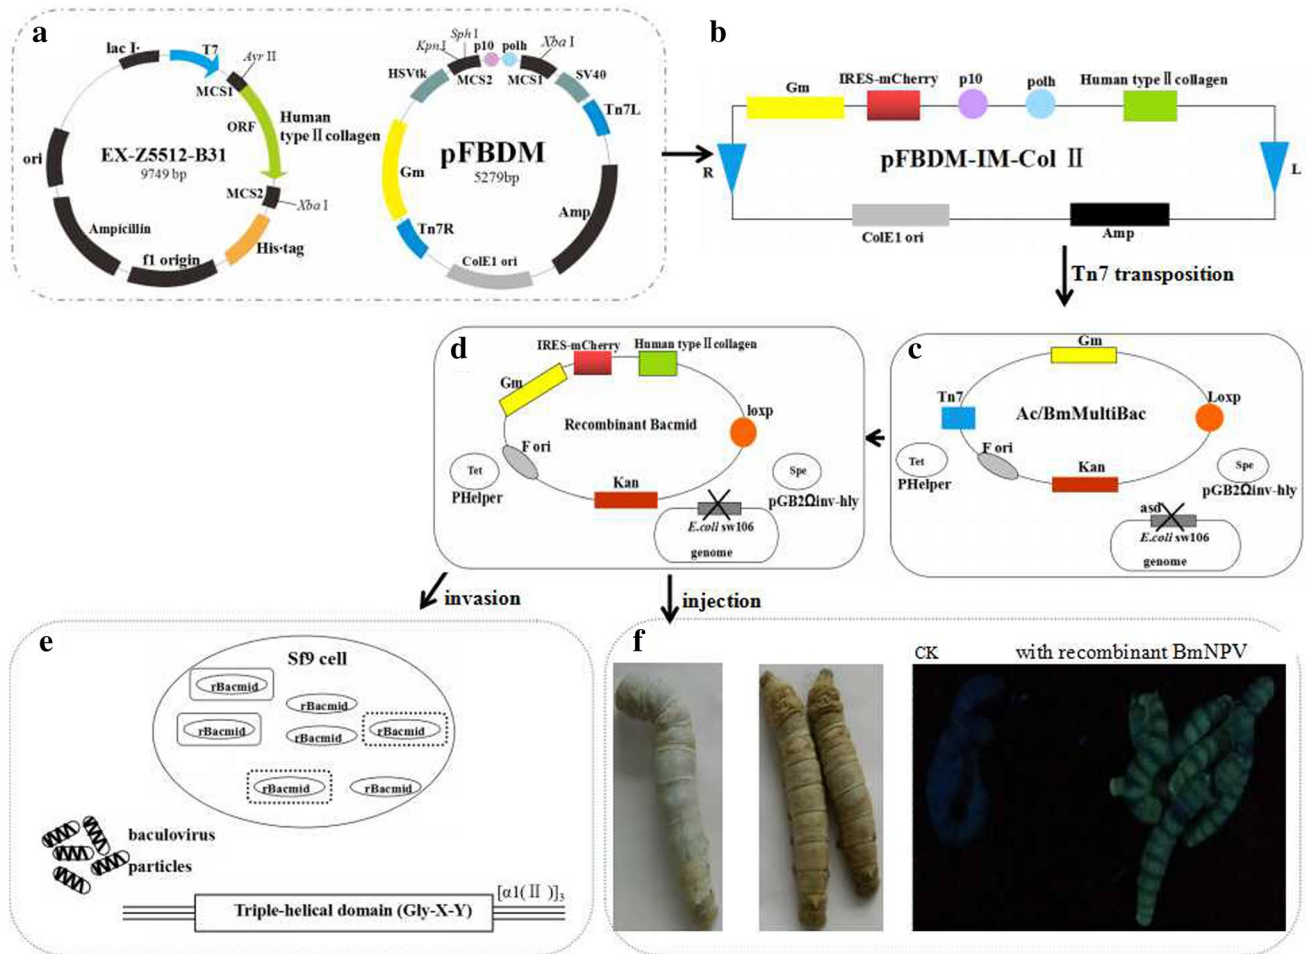 a
lac I·
T7
Avr II
MCS1
ORF
Human
type Ⅱ collagen
EX-Z5512-B31
9749 bp
ori
MCS2
Xba I
Ampicillin
f1 origin
His·tag
Kpn I
Sph I
p10
polh
Xba I
HSVtk
MCS2
MCS1
SV40
Tn7L
pFBDM
5279bp
Gm
Amp
Tn7R
ColE1 ori
b
Gm
IRES-mCherry
p10
polh
Human type Ⅱ collagen
R
pFBDM-IM-Col Ⅱ
L
ColE1 ori
Amp
Tn7 transposition
c
Gm
Tn7
Loxp
Ac/BmMultiBac
F ori
Tet
PHelper
Kan
Spe
pGB2Ωinv-hly
asd
E.coli sw106
genome
d
IRES-mCherry
Human type Ⅱ collagen
Gm
loxp
Recombinant Bacmid
F ori
Tet
PHelper
Kan
Spe
pGB2Ωinv-hly
E.coli sw106
genome
invasion
injection
e
Sf9 cell
rBacmid
rBacmid
rBacmid
rBacmid
rBacmid
rBacmid
rBacmid
baculovirus
particles
[α1(Ⅱ)]3
Triple-helical domain (Gly-X-Y)
f
CK
with recombinant BmNPV